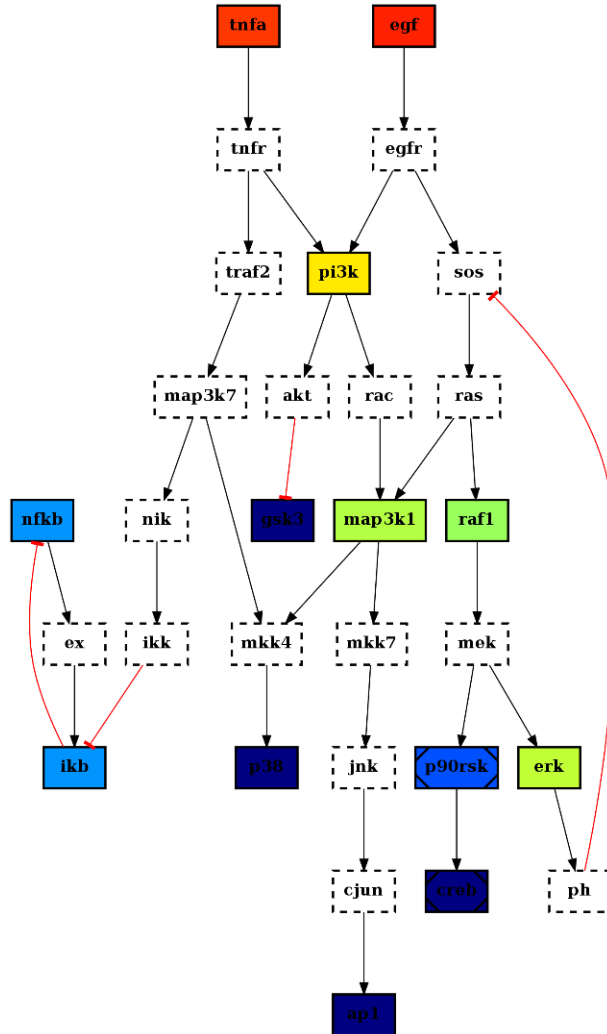 tnfa
egf
tnfr
egfr
traf2
pi3k
sos
map3k7
akt
rac
ras
nfkb
nik
gsk3
map3k1
raf1
ex
ikk
mkk4
mkk7
mek
ikb
p38
jnk
p90rsk
erk
cjun
creb
ph
ap1